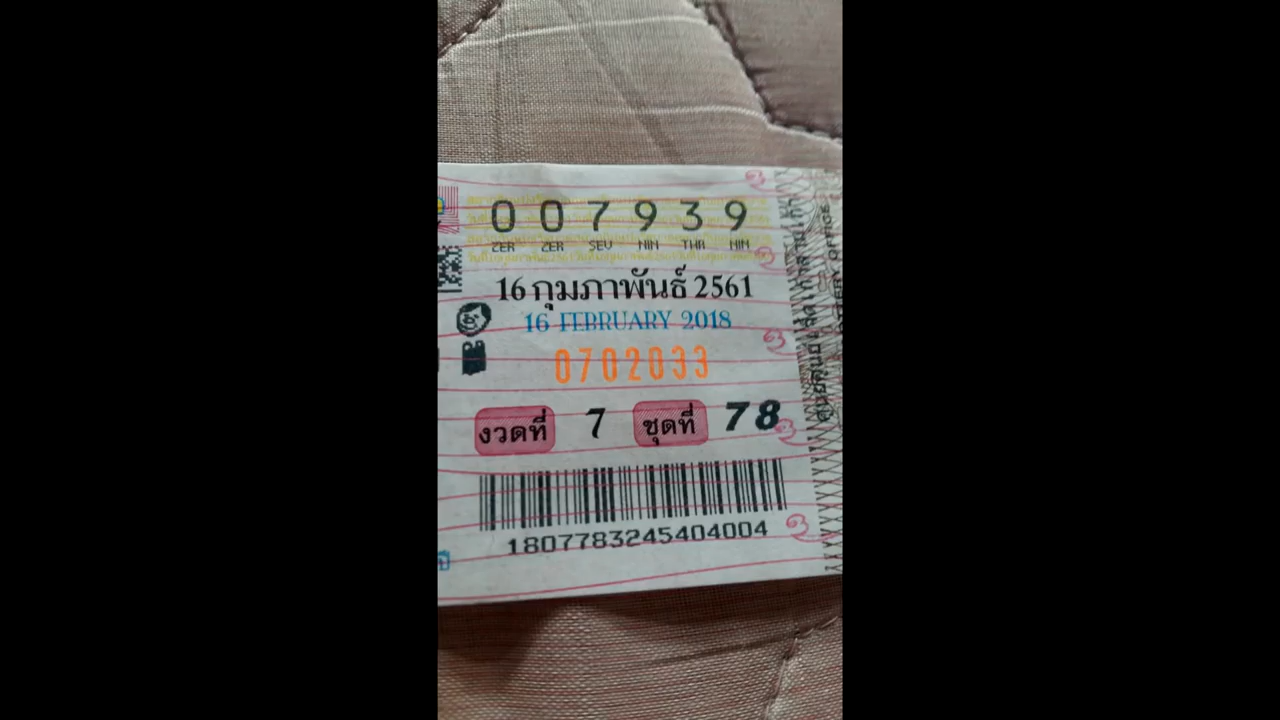 007939
ZER ZER SEV NIN THR NIN
16 กุมภาพันธ์ 2561
16 FEBRUARY 2018
0702033
งวดที่ 7 ชุดที่ 78
1807783245404004